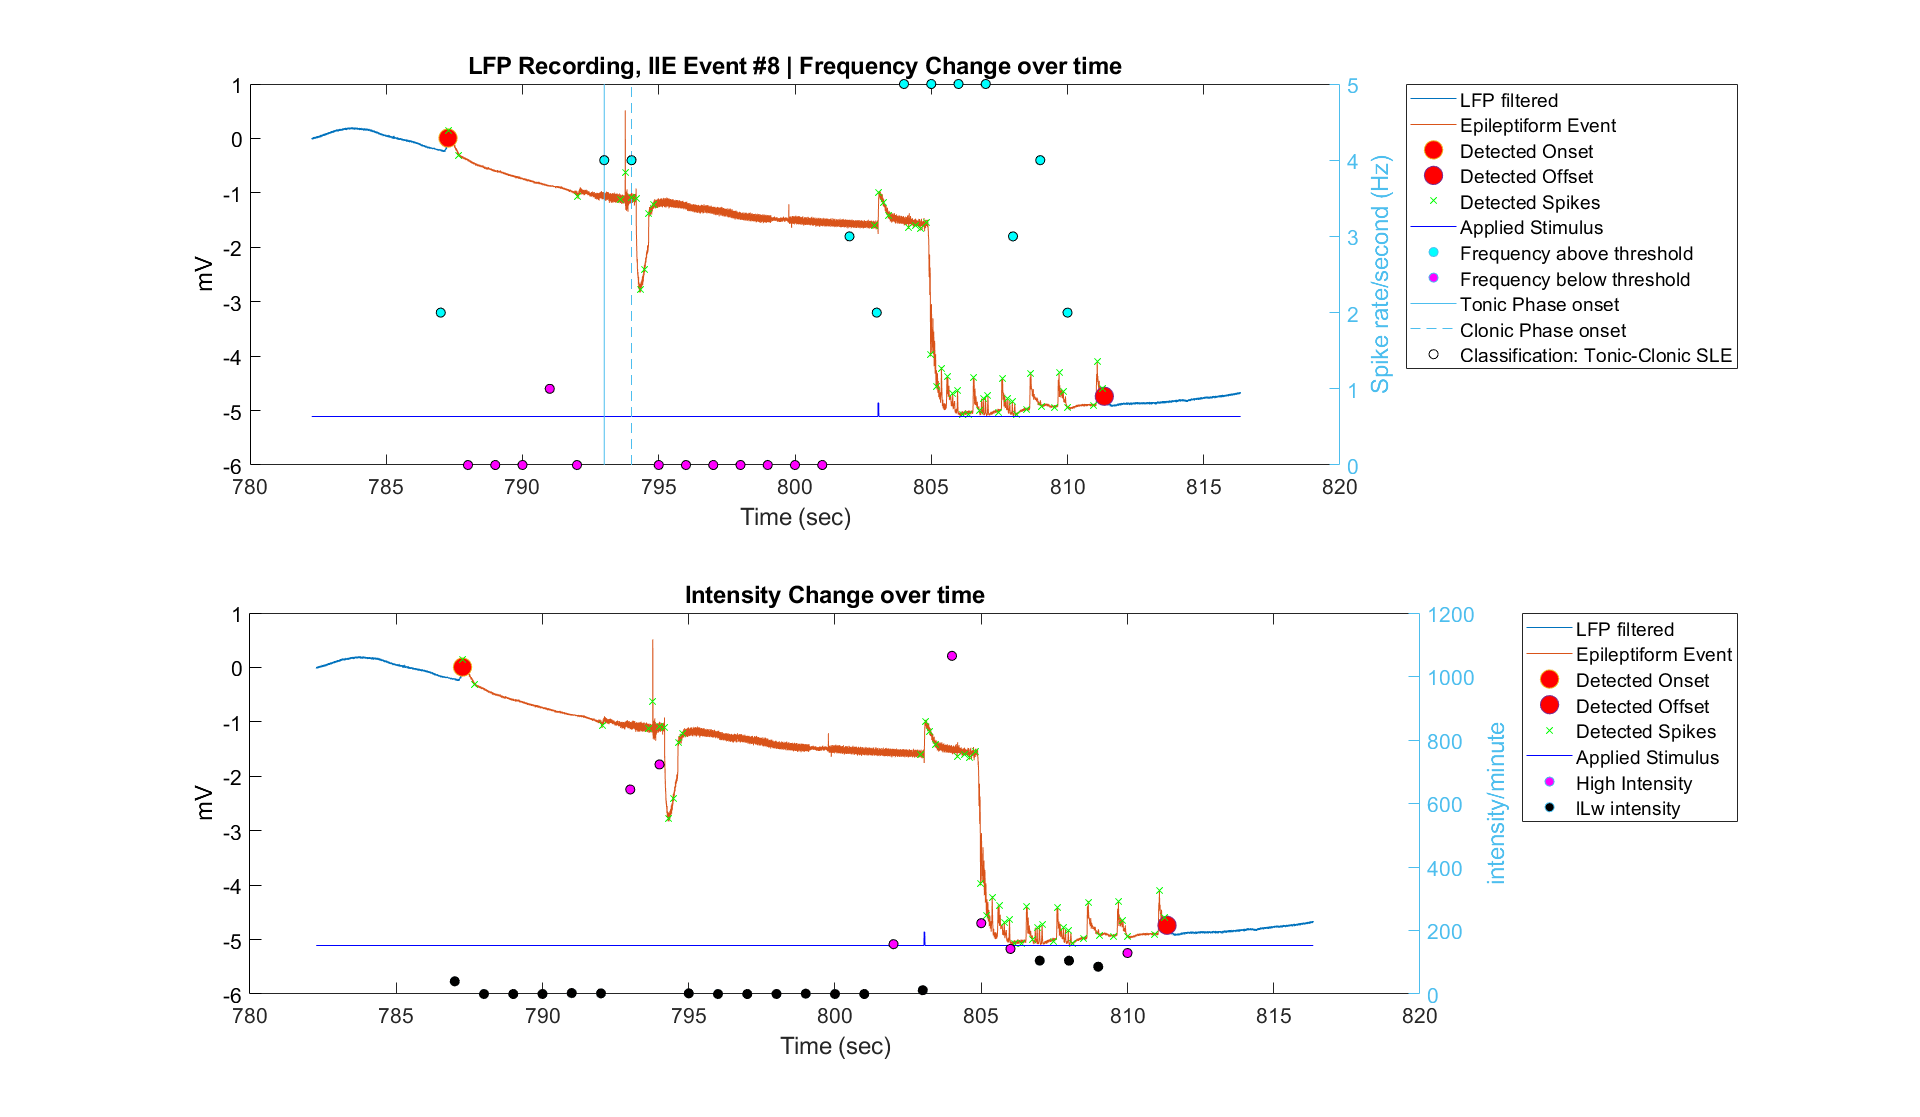 LFP Recording, IIE Event #8 | Frequency Change over time
1
0
-1
-2
-3
-4
-5
-6
mV
780
785
790
795
800
805
810
815
820
Time (sec)
5
4
3
2
1
0
Spike rate/second (Hz)
LFP filtered
Epileptiform Event
Detected Onset
Detected Offset
Detected Spikes
Applied Stimulus
Frequency above threshold
Frequency below threshold
Tonic Phase onset
Clonic Phase onset
Classification: Tonic-Clonic SLE
Intensity Change over time
1
0
-1
-2
-3
-4
-5
-6
mV
780
785
790
795
800
805
810
815
820
Time (sec)
1200
1000
800
600
400
200
0
intensity/minute
LFP filtered
Epileptiform Event
Detected Onset
Detected Offset
Detected Spikes
Applied Stimulus
High Intensity
lLw intensity